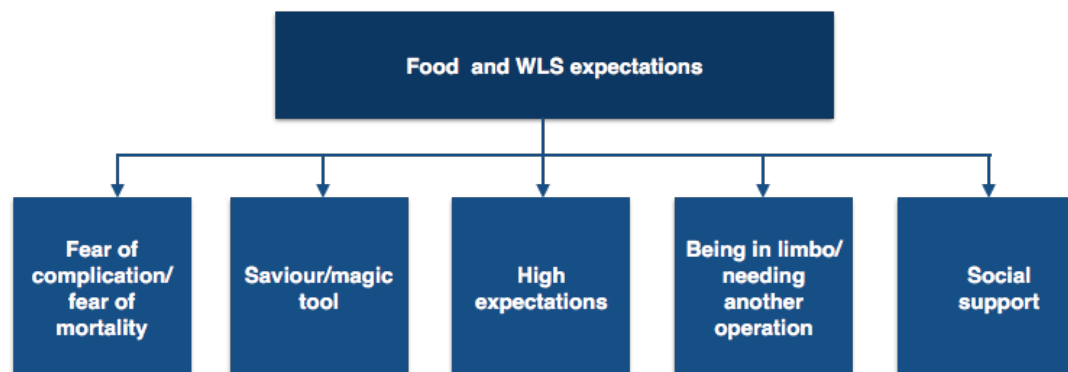 Food and WLS expectations
Fear of
complication/
fear of
mortality
Saviour/magic
tool
High
expectations
Being in limbo/
needing
another
operation
Social
support